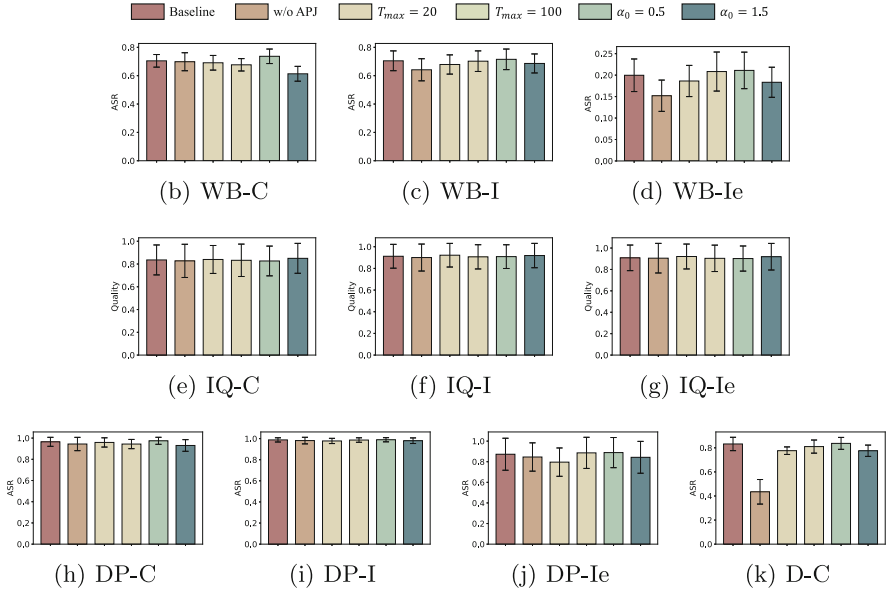 Baseline w/o APJ T_max = 20 T_max = 100 α_0 = 0.5 α_0 = 1.5
ASR 0.8 0.6 0.4 0.2 0.0
ASR 0.8 0.6 0.4 0.2 0.0
ASR 0.25 0.20 0.15 0.10 0.05 0.00
(b) WB-C (c) WB-I (d) WB-Ie
Quality 1.0 0.8 0.6 0.4 0.2 0.0
1.0 0.8 0.6 0.4 0.2 0.0
Quality 1.0 0.8 0.6 0.4 0.2 0.0
(e) IQ-C (f) IQ-I (g) IQ-Ie
ASR 1.0 0.8 0.6 0.4 0.2 0.0
ASR 1.0 0.8 0.6 0.4 0.2 0.0
ASR 1.0 0.8 0.6 0.4 0.2 0.0
ASR 0.8 0.6 0.4 0.2 0.0
(h) DP-C (i) DP-I (j) DP-Ie (k) D-C